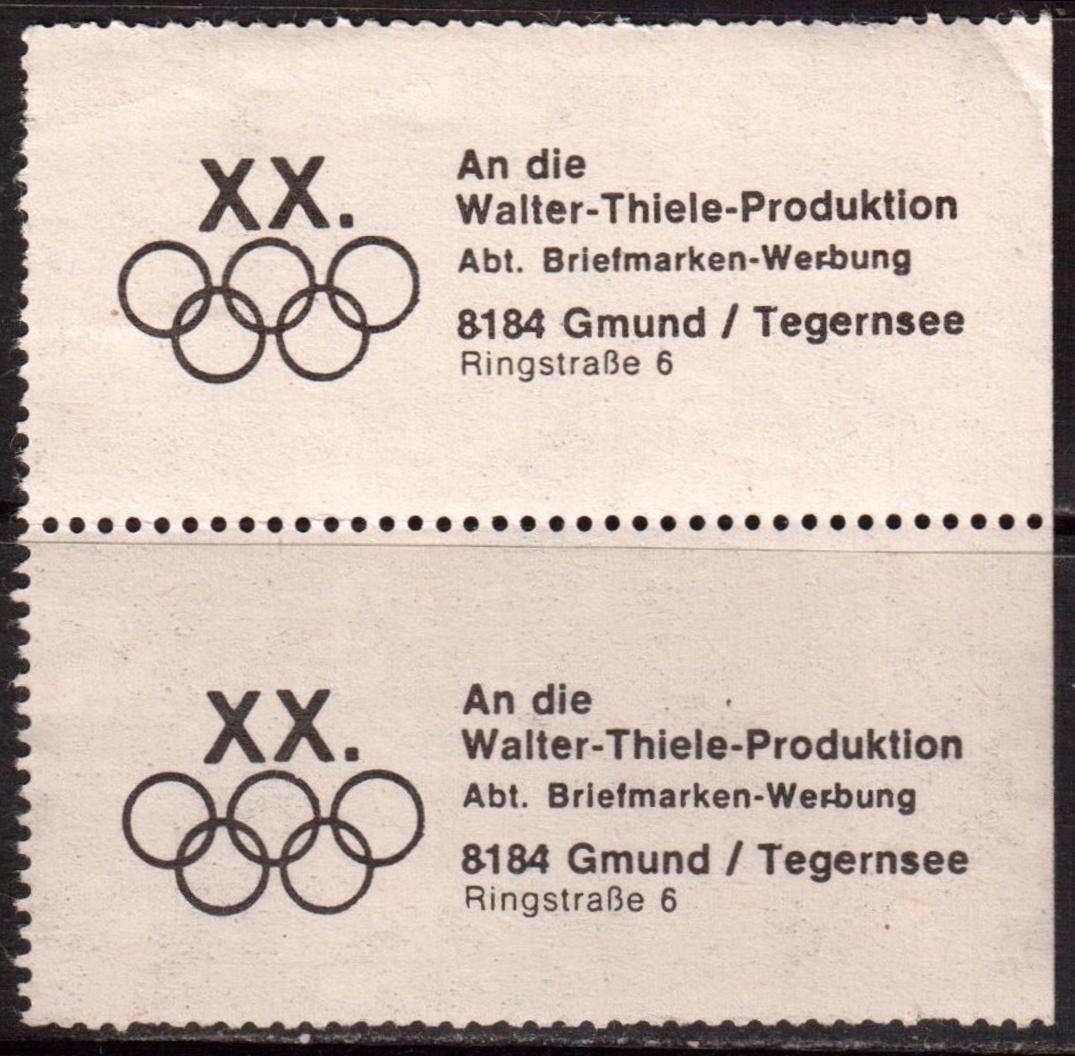 XX.
An die
Walter-Thiele-Produktion
Abt. Briefmarken-Werbung
8184 Gmund / Tegernsee
Ringstraße 6
XX.
An die
Walter-Thiele-Produktion
Abt. Briefmarken-Werbung
8184 Gmund / Tegernsee
Ringstraße 6